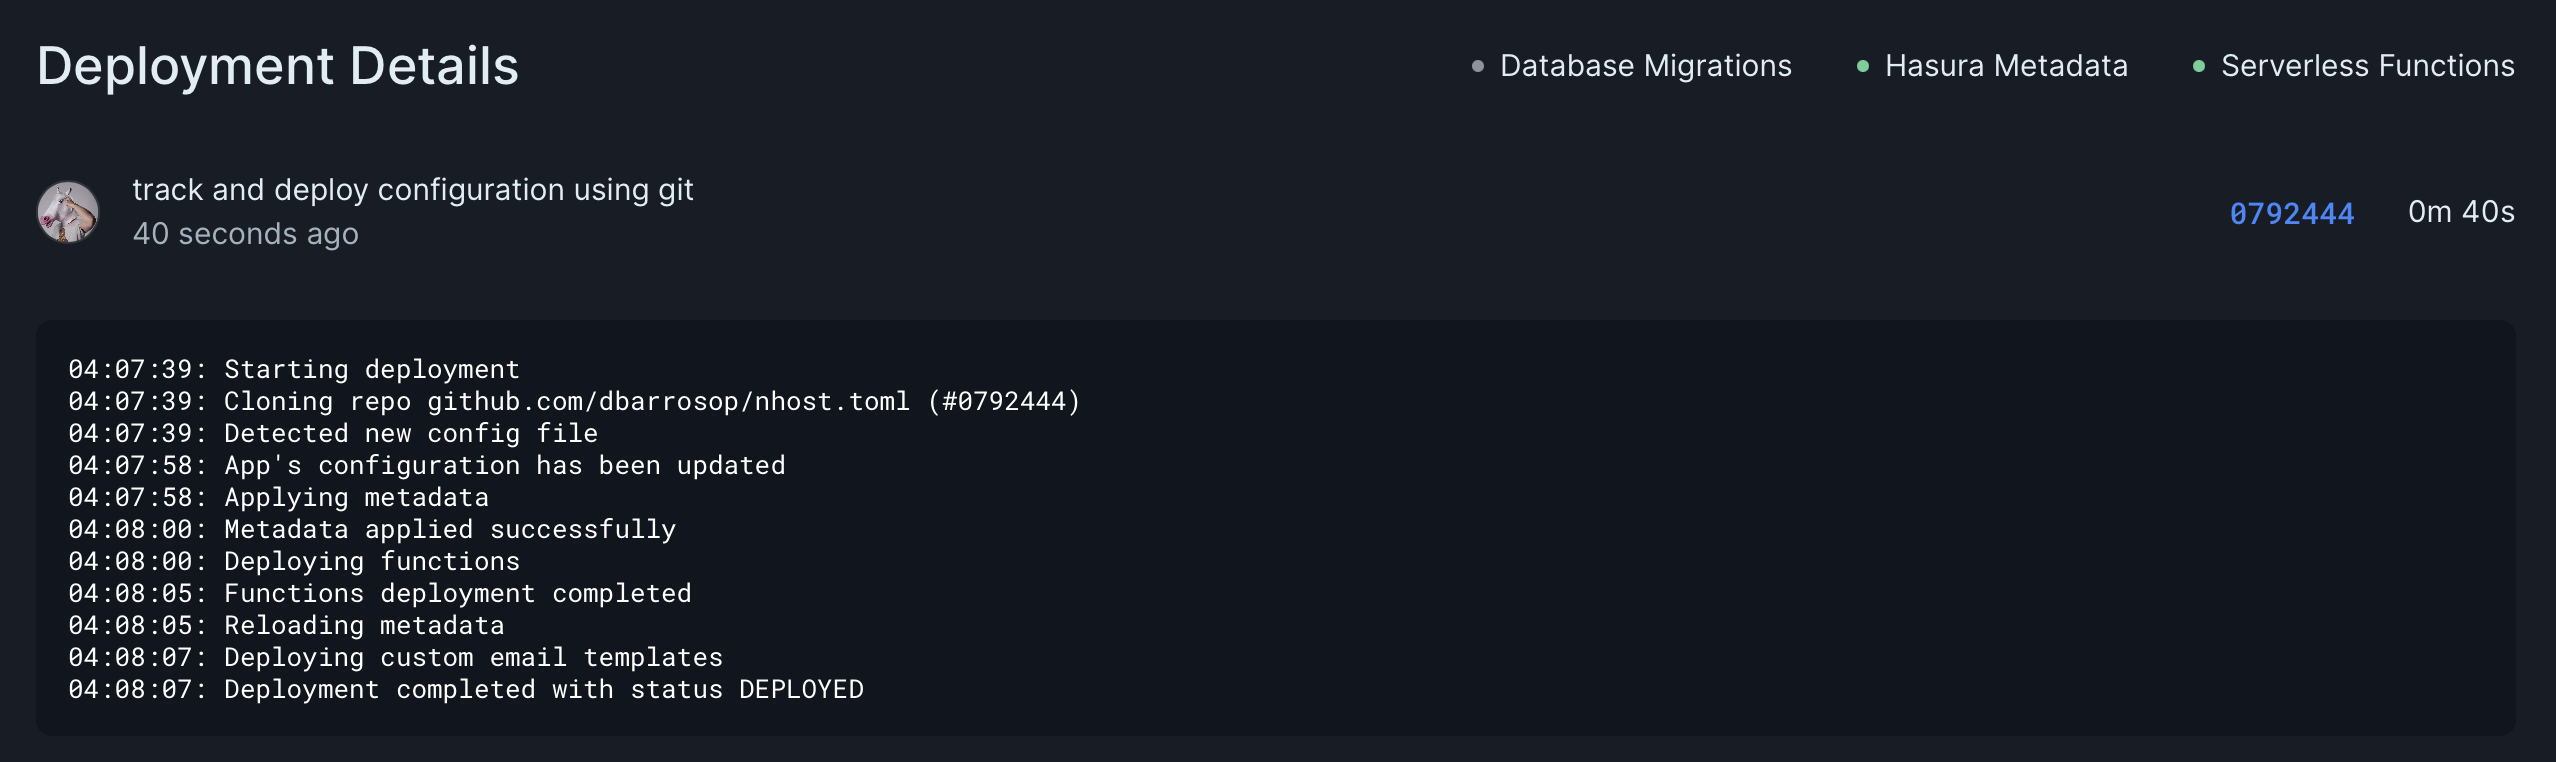 Deployment Details
Database Migrations
Hasura Metadata
Serverless Functions
track and deploy configuration using git
40 seconds ago
0792444
0m 40s
04:07:39: Starting deployment
04:07:39: Cloning repo github.com/dbarrosop/nhost.toml (#0792444)
04:07:39: Detected new config file
04:07:58: App's configuration has been updated
04:07:58: Applying metadata
04:08:00: Metadata applied successfully
04:08:00: Deploying functions
04:08:05: Functions deployment completed
04:08:05: Reloading metadata
04:08:07: Deploying custom email templates
04:08:07: Deployment completed with status DEPLOYED